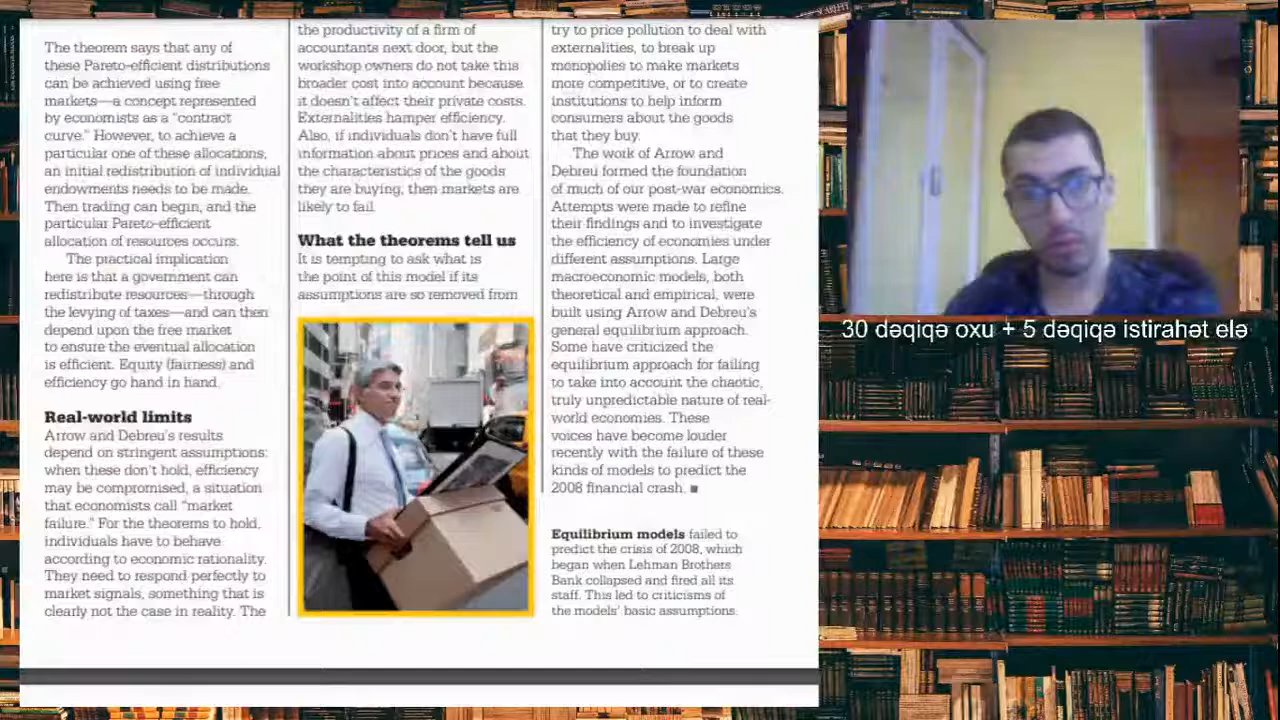 The theorem says that any of
these Pareto-efficient distributions
can be achieved using free
markets—a concept represented
by economists as a "contract
curve." However, to achieve a
particular one of these allocations,
an initial redistribution of individual
endowments needs to be made.
Then trading can begin, and the
particular Pareto-efficient
allocation of resources occurs.
The practical implication
here is that a government can
redistribute resources—through
the levying of taxes—and can then
depend upon the free market
to ensure the eventual allocation
is efficient. Equity (fairness) and
efficiency go hand in hand.
Real-world limits
Arrow and Debreu's results
depend on stringent assumptions:
when these don't hold, efficiency
may be compromised, a situation
that economists call "market
failure." For the theorems to hold,
individuals have to behave
according to economic rationality.
They need to respond perfectly to
market signals, something that is
clearly not the case in reality. The
the productivity of a firm of
accountants next door, but the
workshop owners do not take this
broader cost into account because
it doesn't affect their private costs.
Externalities hamper efficiency.
Also, if individuals don't have full
information about prices and about
the characteristics of the goods
they are buying, then markets are
likely to fail.
What the theorems tell us
It is tempting to ask what is
the point of this model if its
assumptions are so removed from
try to price pollution to deal with
externalities, to break up
monopolies to make markets
more competitive, or to create
institutions to help inform
consumers about the goods
that they buy.
The work of Arrow and
Debreu formed the foundation
of much of our post-war economics.
Attempts were made to refine
their findings and to investigate
the efficiency of economies under
different assumptions. Large
macroeconomic models, both
theoretical and empirical, were
built using Arrow and Debreu's
general equilibrium approach.
Some have criticized the
equilibrium approach for failing
to take into account the chaotic,
truly unpredictable nature of real-
world economies. These
voices have become louder
recently with the failure of these
kinds of models to predict the
2008 financial crash. ■
Equilibrium models failed to
predict the crisis of 2008, which
began when Lehman Brothers
Bank collapsed and fired all its
staff. This led to criticisms of
the models' basic assumptions.
30 dəqiqə oxu + 5 dəqiqə istirahət elə